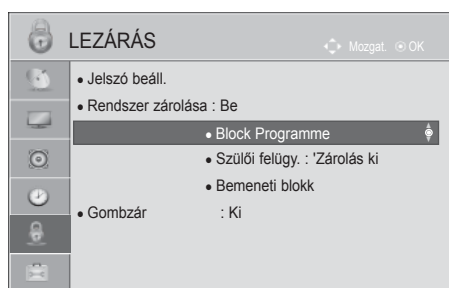 LEZÁRÁS
Mozgat. OK
• Jelszó beáll.
• Rendszer zárolása : Be
• Block Programme
• Szülői felügy. : 'Zárolás ki
• Bemeneti blokk
• Gombzár : Ki